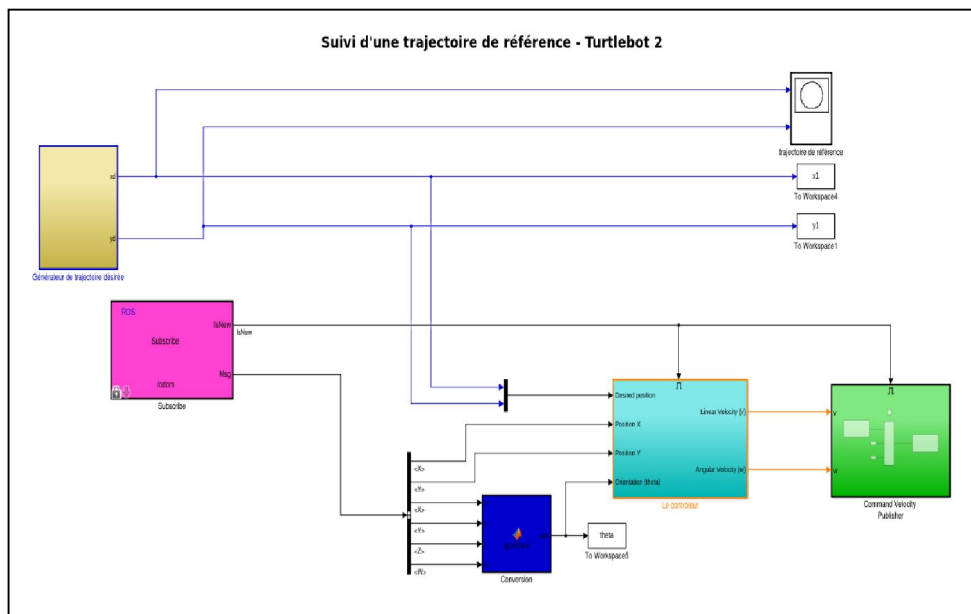 Suivi d'une trajectoire de référence - Turtlebot 2
trajectoire de référence
xd
x1
To Workspace4
yd
y1
To Workspace1
Générateur de trajectoire désirée
ROS
IsNew
IsNew
Subscribe
/odom
Msg
Subscribe
Desired position
Position X
Position Y
Orientation (theta)
Linear Velocity (v)
Angular Velocity (w)
Le controleur
v
w
Command Velocity
Publisher
<X>
<Y>
<X>
<Y>
<Z>
<W>
Conversion
theta
To Workspace5